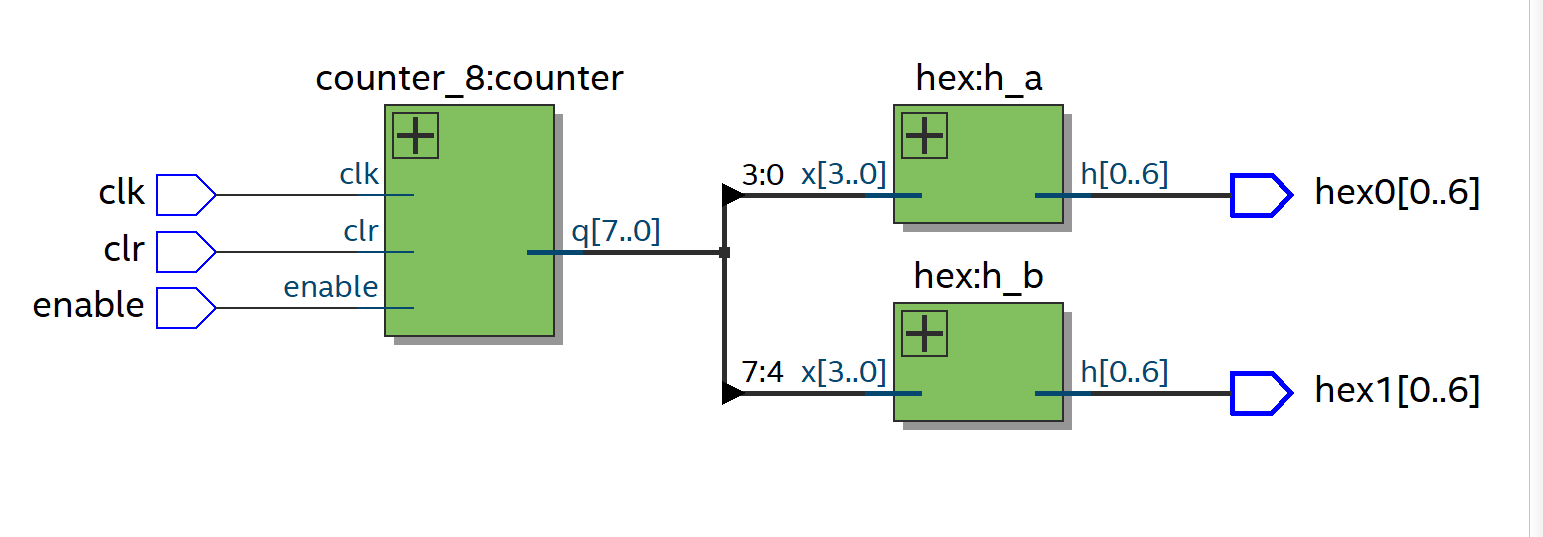 counter_8:counter
hex:h_a
clk
clk
3:0
x[3..0]
h[0..6]
hex0[0..6]
clr
clr
q[7..0]
enable
enable
hex:h_b
7:4
x[3..0]
h[0..6]
hex1[0..6]